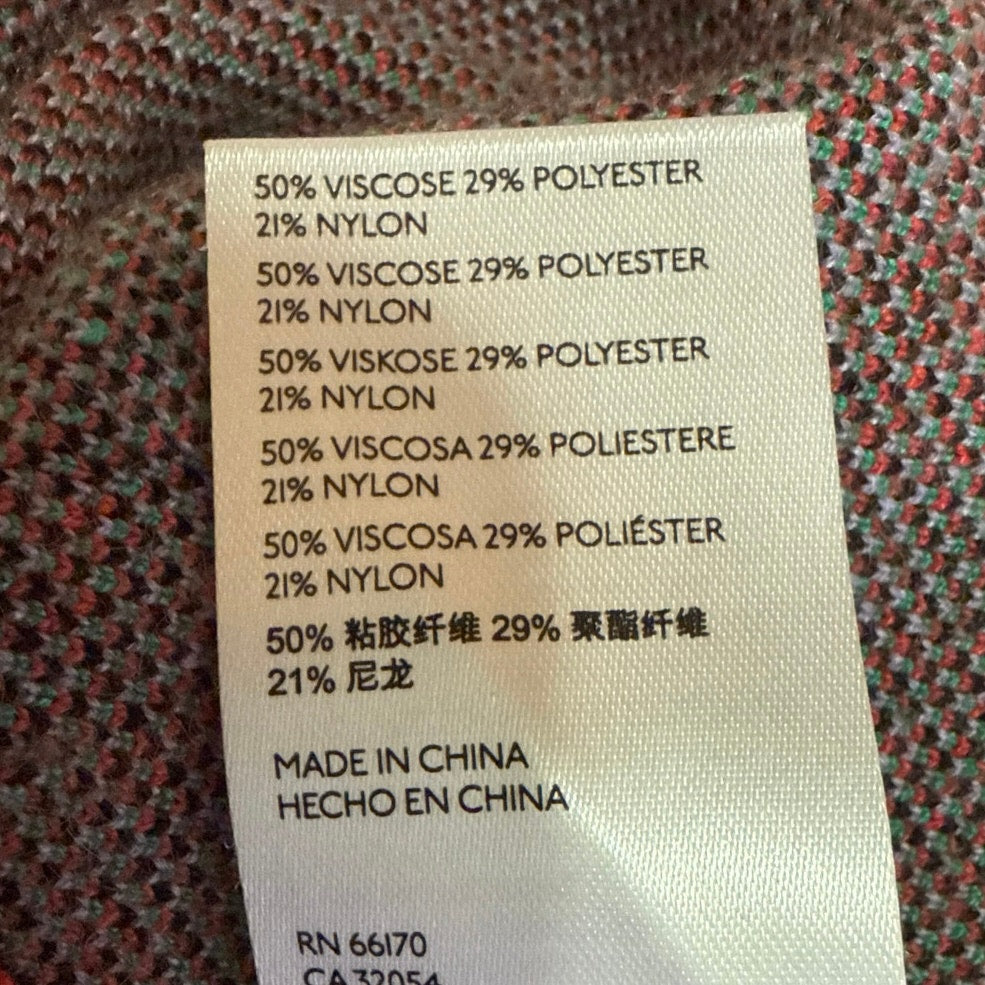 50% VISCOSE 29% POLYESTER
21% NYLON
50% VISCOSE 29% POLYESTER
21% NYLON
50% VISKOSE 29% POLYESTER
21% NYLON
50% VISCOSA 29% POLIESTERE
21% NYLON
50% VISCOSA 29% POLIÉSTER
21% NYLON
50% 粘胶纤维 29% 聚酯纤维
21% 尼龙
MADE IN CHINA
HECHO EN CHINA
RN 66170
CA 32054